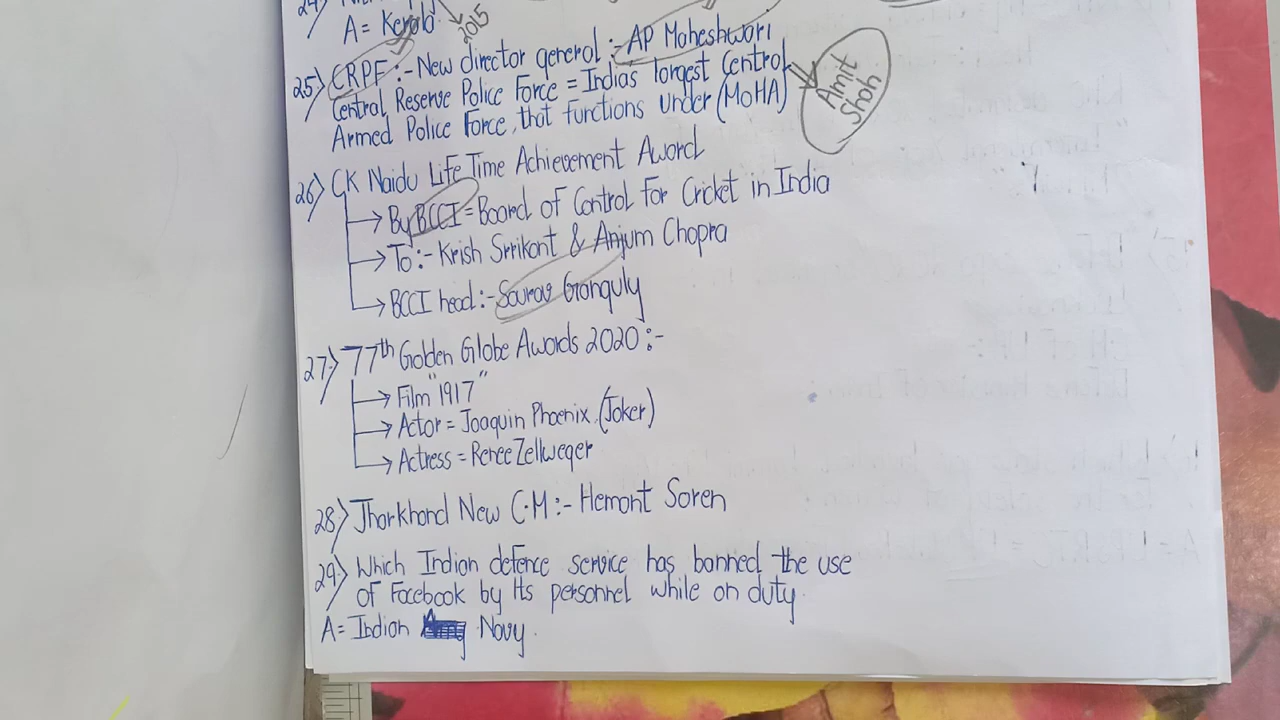 24)
A = Kerala
2015
25) CRPF :- New director general :- AP Maheshwari
Central Reserve Police Force = Indias largest Central
Armed Police Force, that functions under (MoHA)
Amit
Shah
26) CK Naidu Life Time Achievement Award
By BCCI = Board of Control For Cricket in India
To :- Krish Srrikant & Anjum Chopra
BCCI head :- Sourav Ganguly
27) 77th Golden Globe Awards 2020 :-
Film "1917"
Actor = Joaquin Phoenix (Joker)
Actress = Renee Zellweger
28) Jharkhand New C.M :- Hemant Soren
29) Which Indian defence service has banned the use
of Facebook by Its personnel while on duty.
A = Indian Navy.